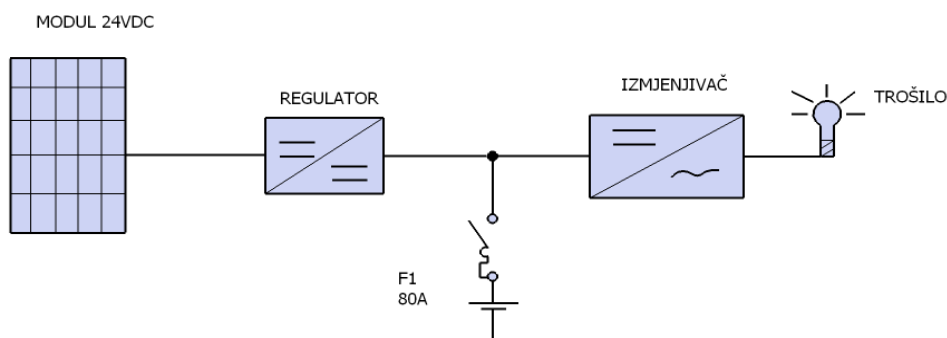 MODUL 24VDC
REGULATOR
IZMJENJIVAČ
TROŠILO
F1
80A